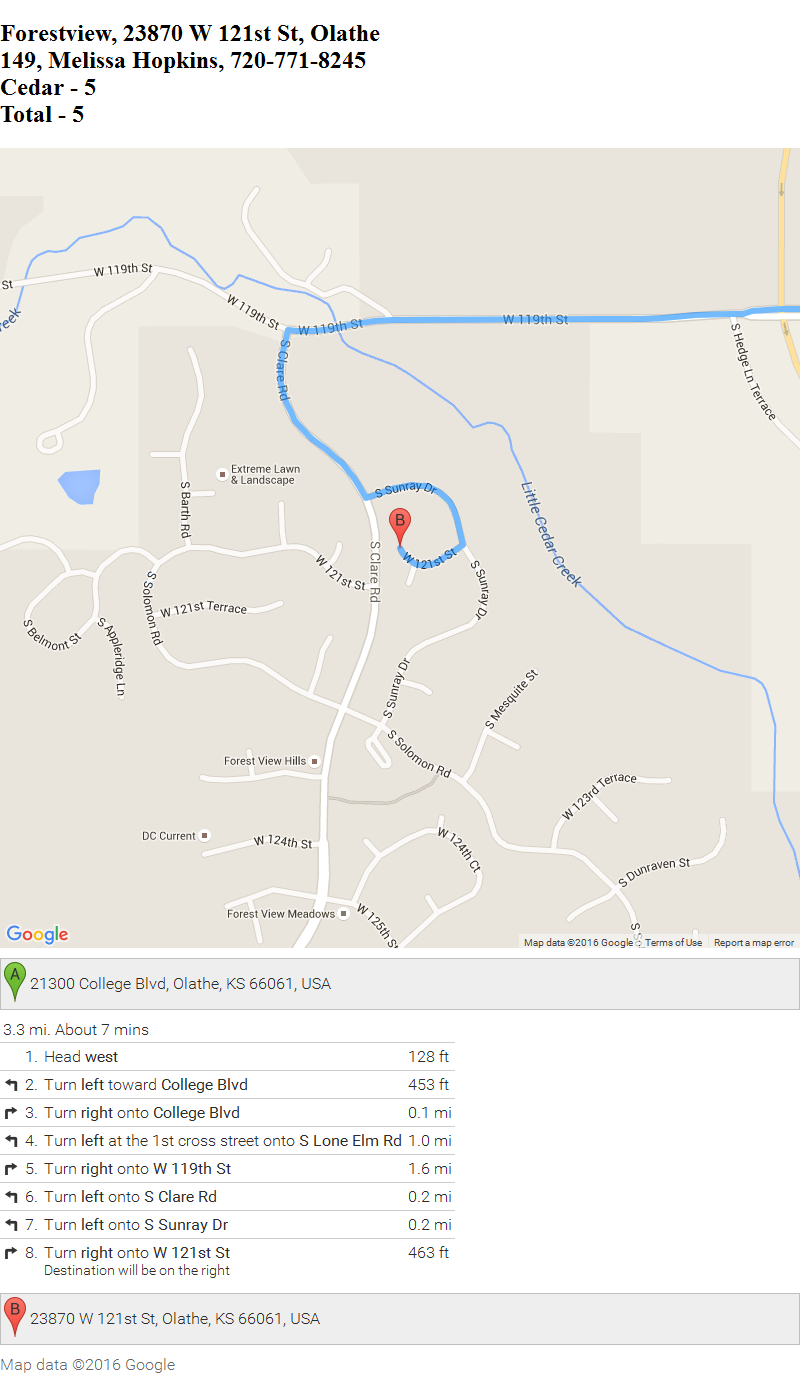 Forestview, 23870 W 121st St, Olathe
149, Melissa Hopkins, 720-771-8245
Cedar - 5
Total - 5
W 119th St
St
eek
W 119th St
W 119th St
W 119th St
S Clare Rd
S Hedge Ln Terrace
Extreme Lawn
& Landscape
S Barth Rd
S Sunray Dr
B
Little Cedar Creek
W 121st St
W 121st St
S Clare Rd
S Sunray Dr
S Solomon Rd
W 121st Terrace
S Belmont St
S Appleridge Ln
S Sunray Dr
S Mesquite St
S Solomon Rd
Forest View Hills
W 123rd Terrace
DC Current
W 124th St
W 124th Ct
S Dunraven St
Forest View Meadows
W 125th St
S S
Google
Map data ©2016 Google Terms of Use Report a map error
A 21300 College Blvd, Olathe, KS 66061, USA
3.3 mi. About 7 mins
1. Head west 128 ft
2. Turn left toward College Blvd 453 ft
3. Turn right onto College Blvd 0.1 mi
4. Turn left at the 1st cross street onto S Lone Elm Rd 1.0 mi
5. Turn right onto W 119th St 1.6 mi
6. Turn left onto S Clare Rd 0.2 mi
7. Turn left onto S Sunray Dr 0.2 mi
8. Turn right onto W 121st St 463 ft
Destination will be on the right
B 23870 W 121st St, Olathe, KS 66061, USA
Map data ©2016 Google